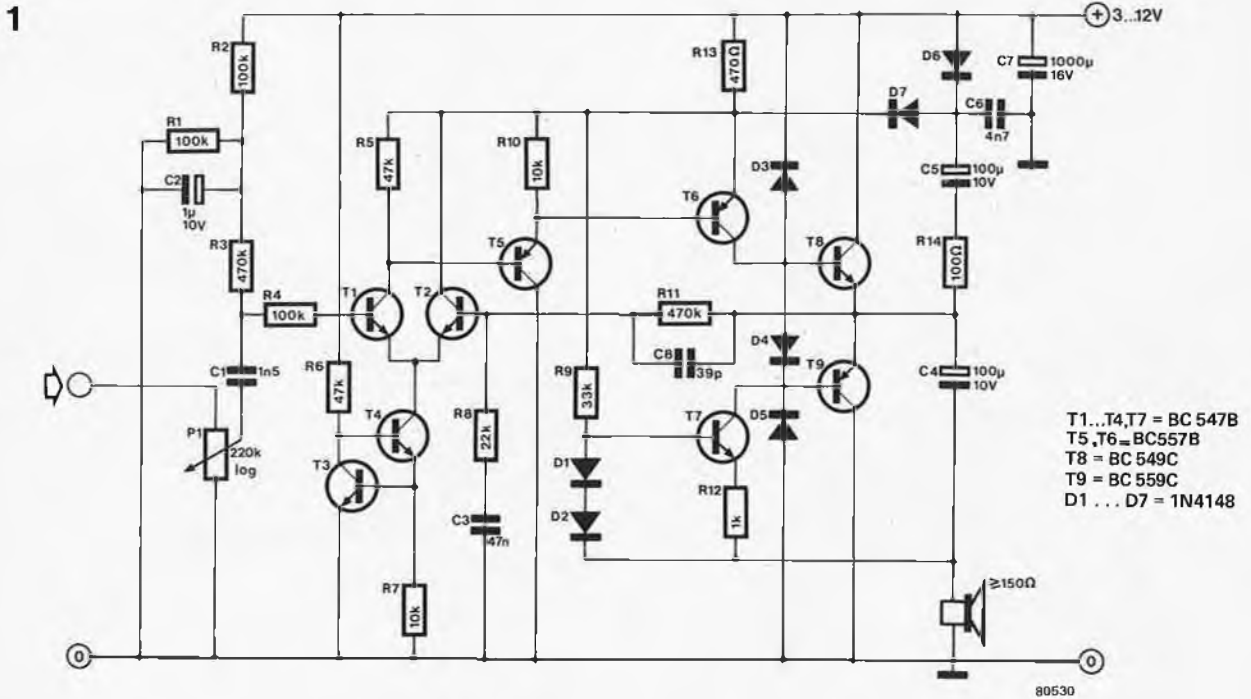 1
+ 3...12V
R2
100k
R1
100k
C2
1µ
10V
R3
470k
R4
100k
C1
1n5
P1
220k
log
R5
47k
T1
T2
R6
47k
T4
T3
R7
10k
R10
10k
T5
R8
22k
C3
47n
R13
470Ω
T6
D3
T8
R11
470k
C8
39p
R9
33k
D1
D2
T7
R12
1k
D4
D5
T9
D7
D6
C6
4n7
C7
1000µ
16V
C5
100µ
10V
R14
100Ω
C4
100µ
10V
≥150Ω
T1...T4,T7 = BC 547B
T5,T6=BC557B
T8 = BC 549C
T9 = BC 559C
D1 ... D7 = 1N4148
0
0
80530